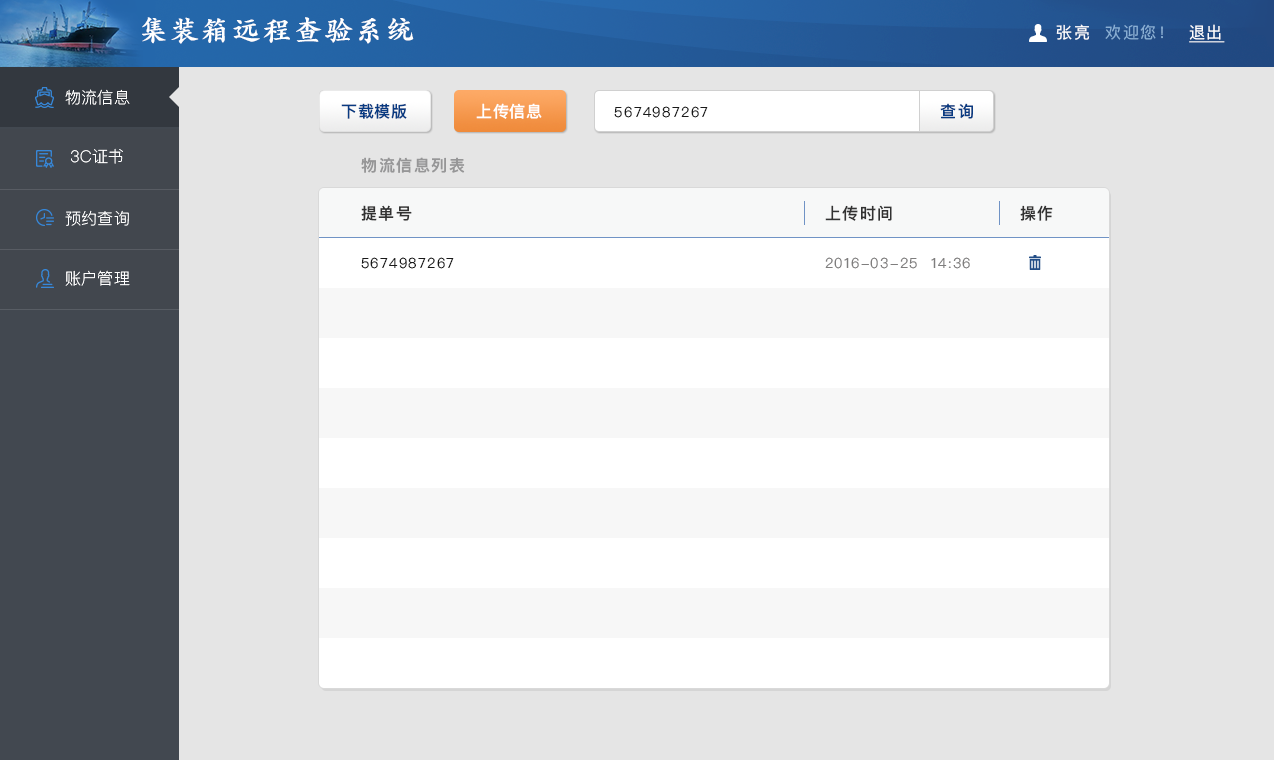 集装箱远程查验系统
张亮 欢迎您! 退出
物流信息
3C证书
预约查询
账户管理
下载模版 上传信息 5674987267 查询
物流信息列表
提单号 上传时间 操作
5674987267 2016-03-25 14:36